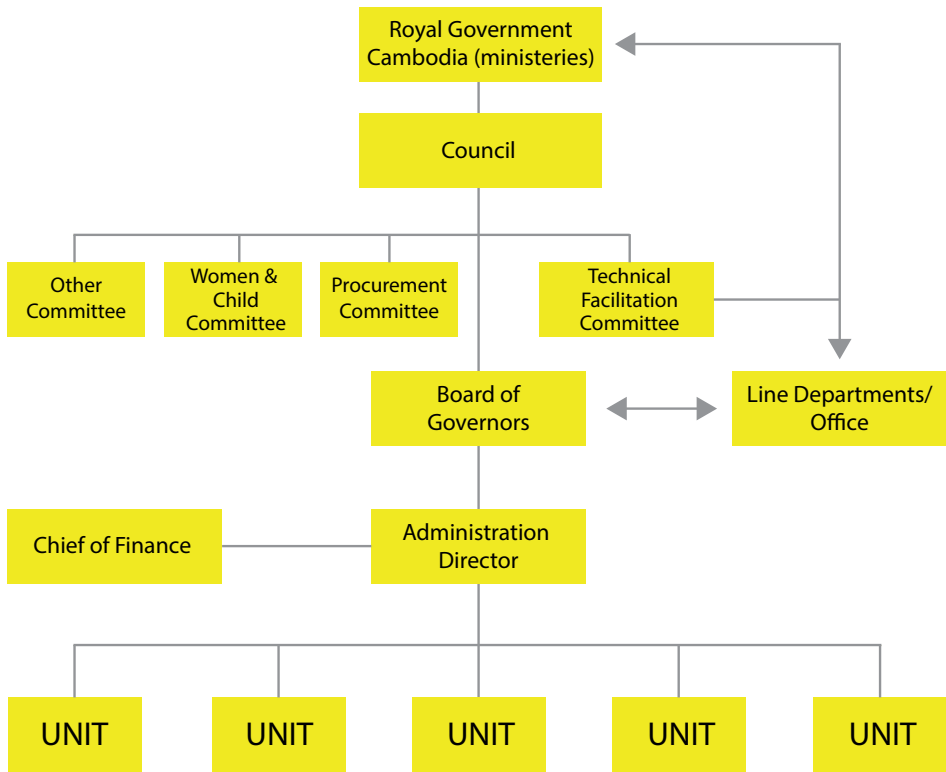 Royal Government
Cambodia (ministeries)
Council
Other
Committee
Women &
Child
Committee
Procurement
Committee
Technical
Facilitation
Committee
Board of
Governors
Line Departments/
Office
Chief of Finance
Administration
Director
UNIT
UNIT
UNIT
UNIT
UNIT